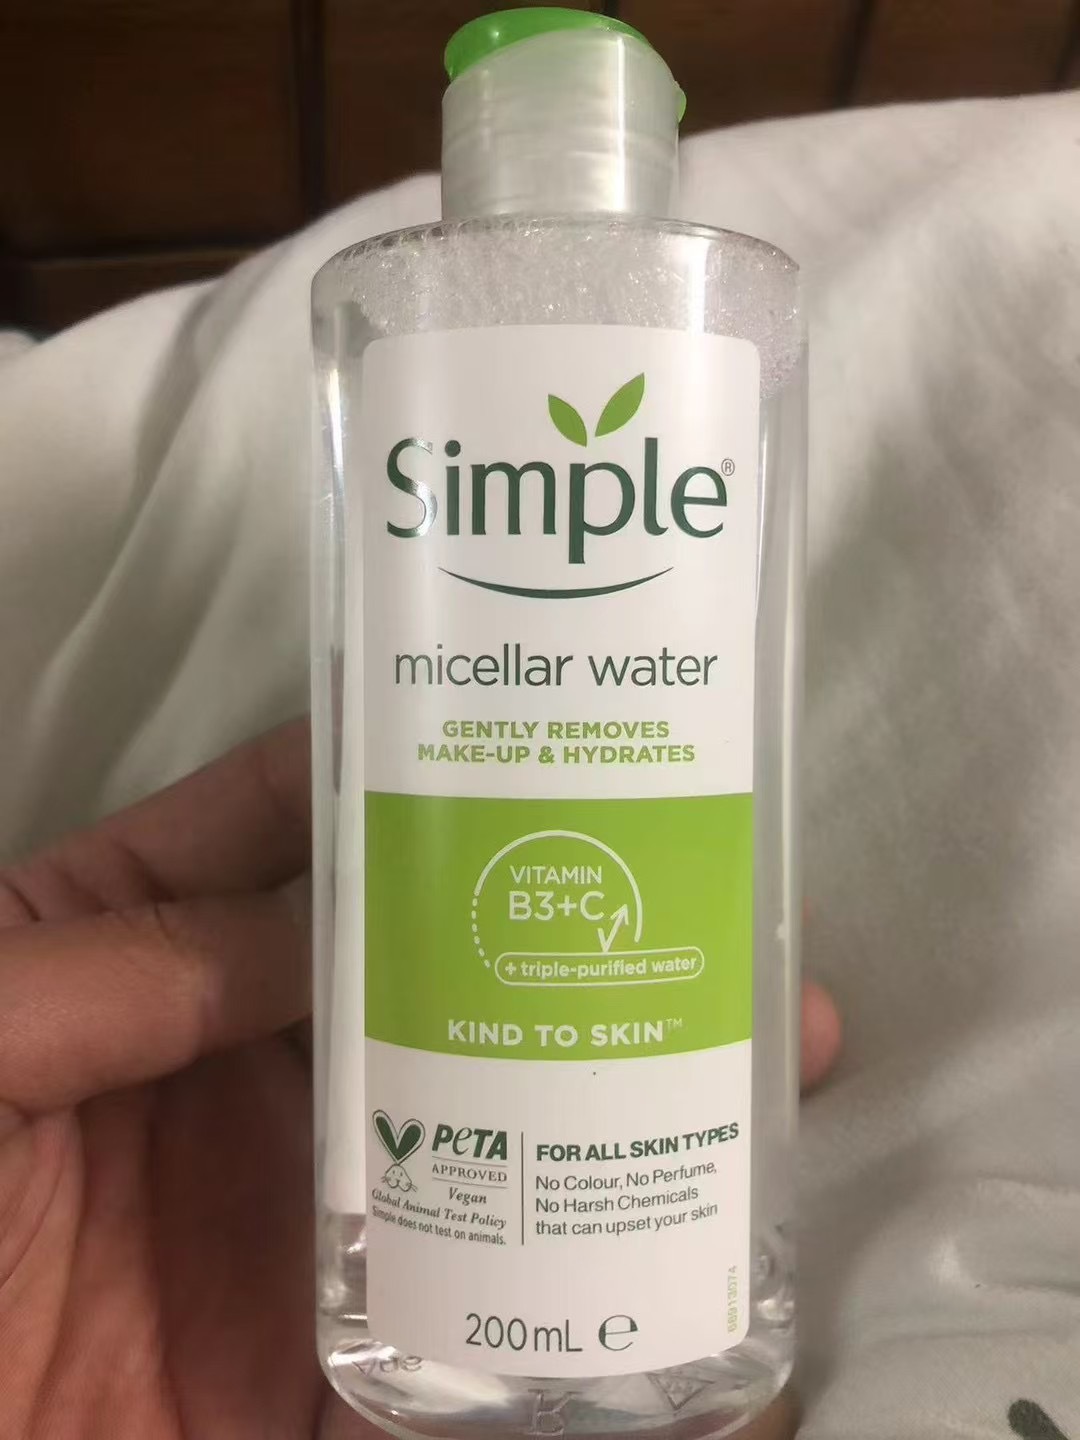 Simple®
micellar water
GENTLY REMOVES
MAKE-UP & HYDRATES
VITAMIN
B3+C
+ triple-purified water
KIND TO SKIN™
PETA
APPROVED
Vegan
Global Animal Test Policy
Simple does not test on animals.
FOR ALL SKIN TYPES
No Colour, No Perfume,
No Harsh Chemicals
that can upset your skin
200mL ℮
68913074